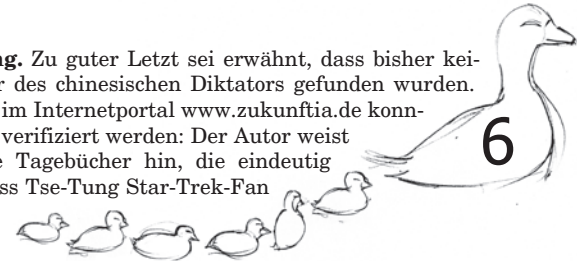 ng. Zu guter Letzt sei erwähnt, dass bisher kei-
r des chinesischen Diktators gefunden wurden.
im Internetportal www.zukunftia.de konn-
verifiziert werden: Der Autor weist
e Tagebücher hin, die eindeutig
ss Tse-Tung Star-Trek-Fan
6